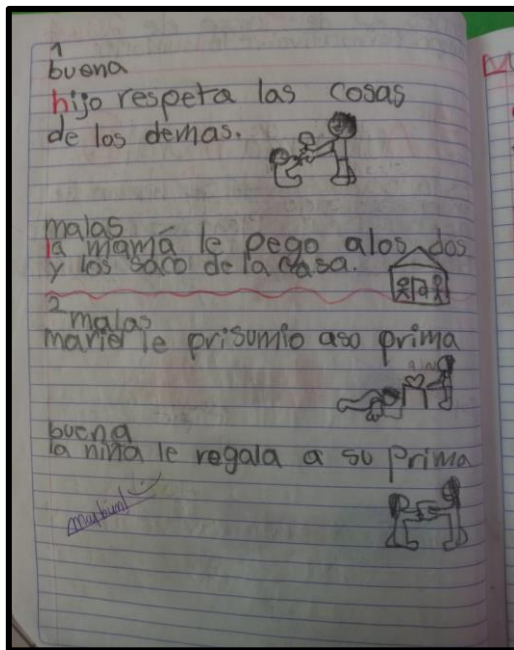 1
buena
hijo respeta las cosas
de los demas.
malas
la mamá le pego alos dos
y los saco de la casa.
2 malas
mariel le prisumio aso prima
buena
la niña le regala a su prima